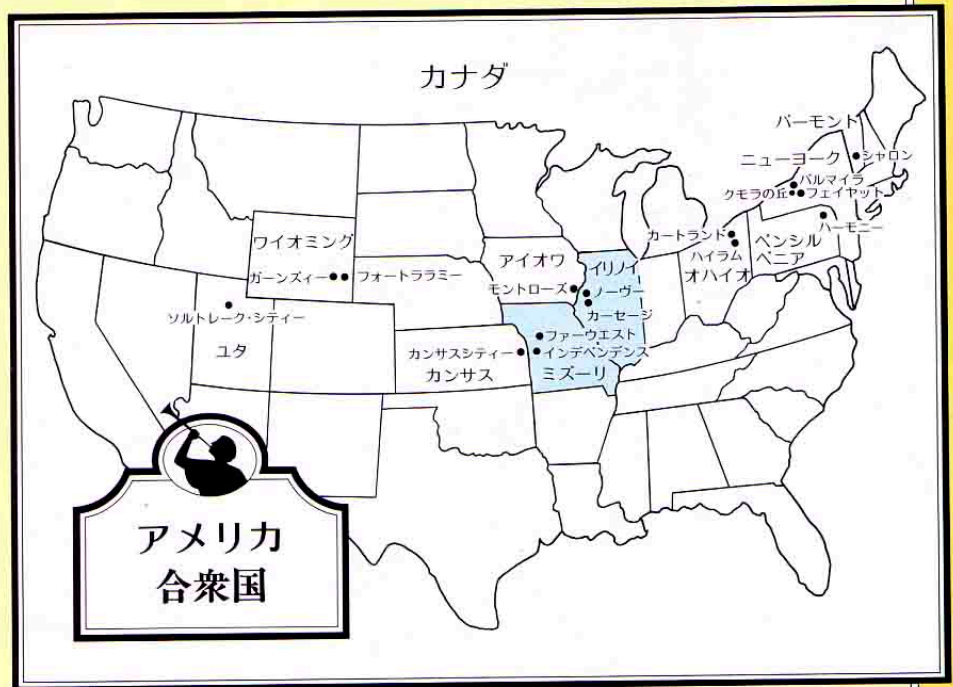 カナダ
バーモント
ニューヨーク
シャロン
パルマイラ
クモラの丘
フェイヤット
ハーモニー
カートランド
ハイラム
オハイオ
ペンシル
ベニア
ワイオミング
ガーンズィー
フォートララミー
アイオワ
イリノイ
モントローズ
ノーヴー
カーセージ
ソルトレーク・シティー
ユタ
ファーウエスト
カンサスシティー
インデペンデンス
カンサス
ミズーリ
アメリカ
合衆国